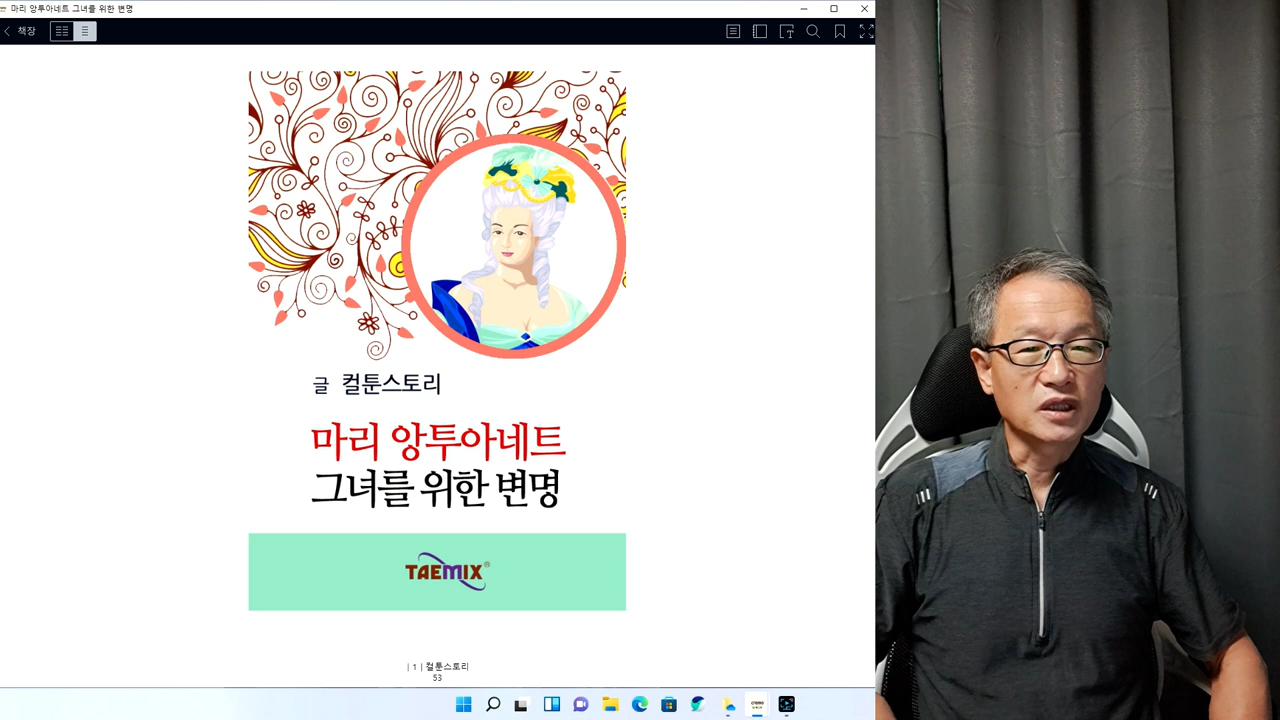 마리 앙투아네트 그녀를 위한 변명
책장
글 컬툰스토리
마리 앙투아네트
그녀를 위한 변명
TAEMIX®
| 1 | 컬툰스토리
53